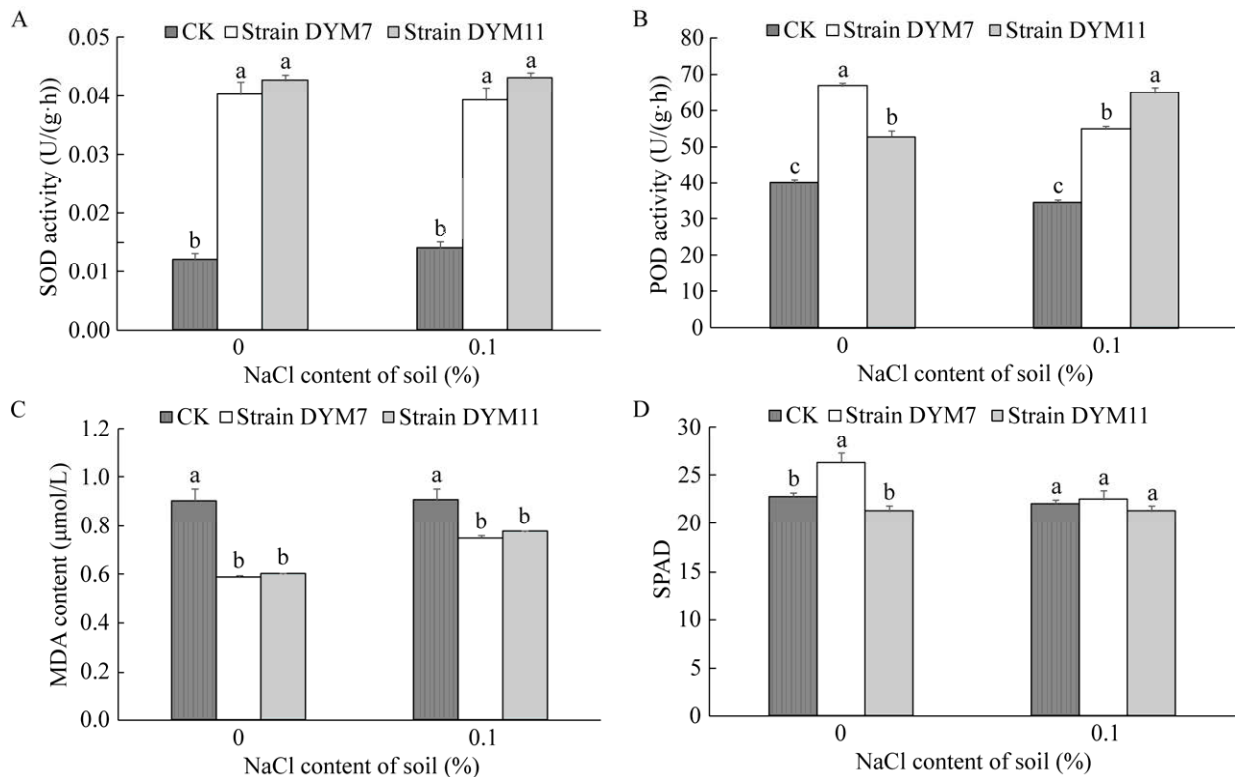 A
CK Strain DYM7 Strain DYM11
SOD activity (U/(g·h))
0.05
0.04
0.03
0.02
0.01
0.00
b a a
b a a
0 0.1
NaCl content of soil (%)
B
CK Strain DYM7 Strain DYM11
POD activity (U/(g·h))
80
70
60
50
40
30
20
10
0
c a b
c b a
0 0.1
NaCl content of soil (%)
C
CK Strain DYM7 Strain DYM11
MDA content (μmol/L)
1.2
1.0
0.8
0.6
0.4
0.2
0.0
a b b
a b b
0 0.1
NaCl content of soil (%)
D
CK Strain DYM7 Strain DYM11
SPAD
30
25
20
15
10
5
0
b a b
a a a
0 0.1
NaCl content of soil (%)